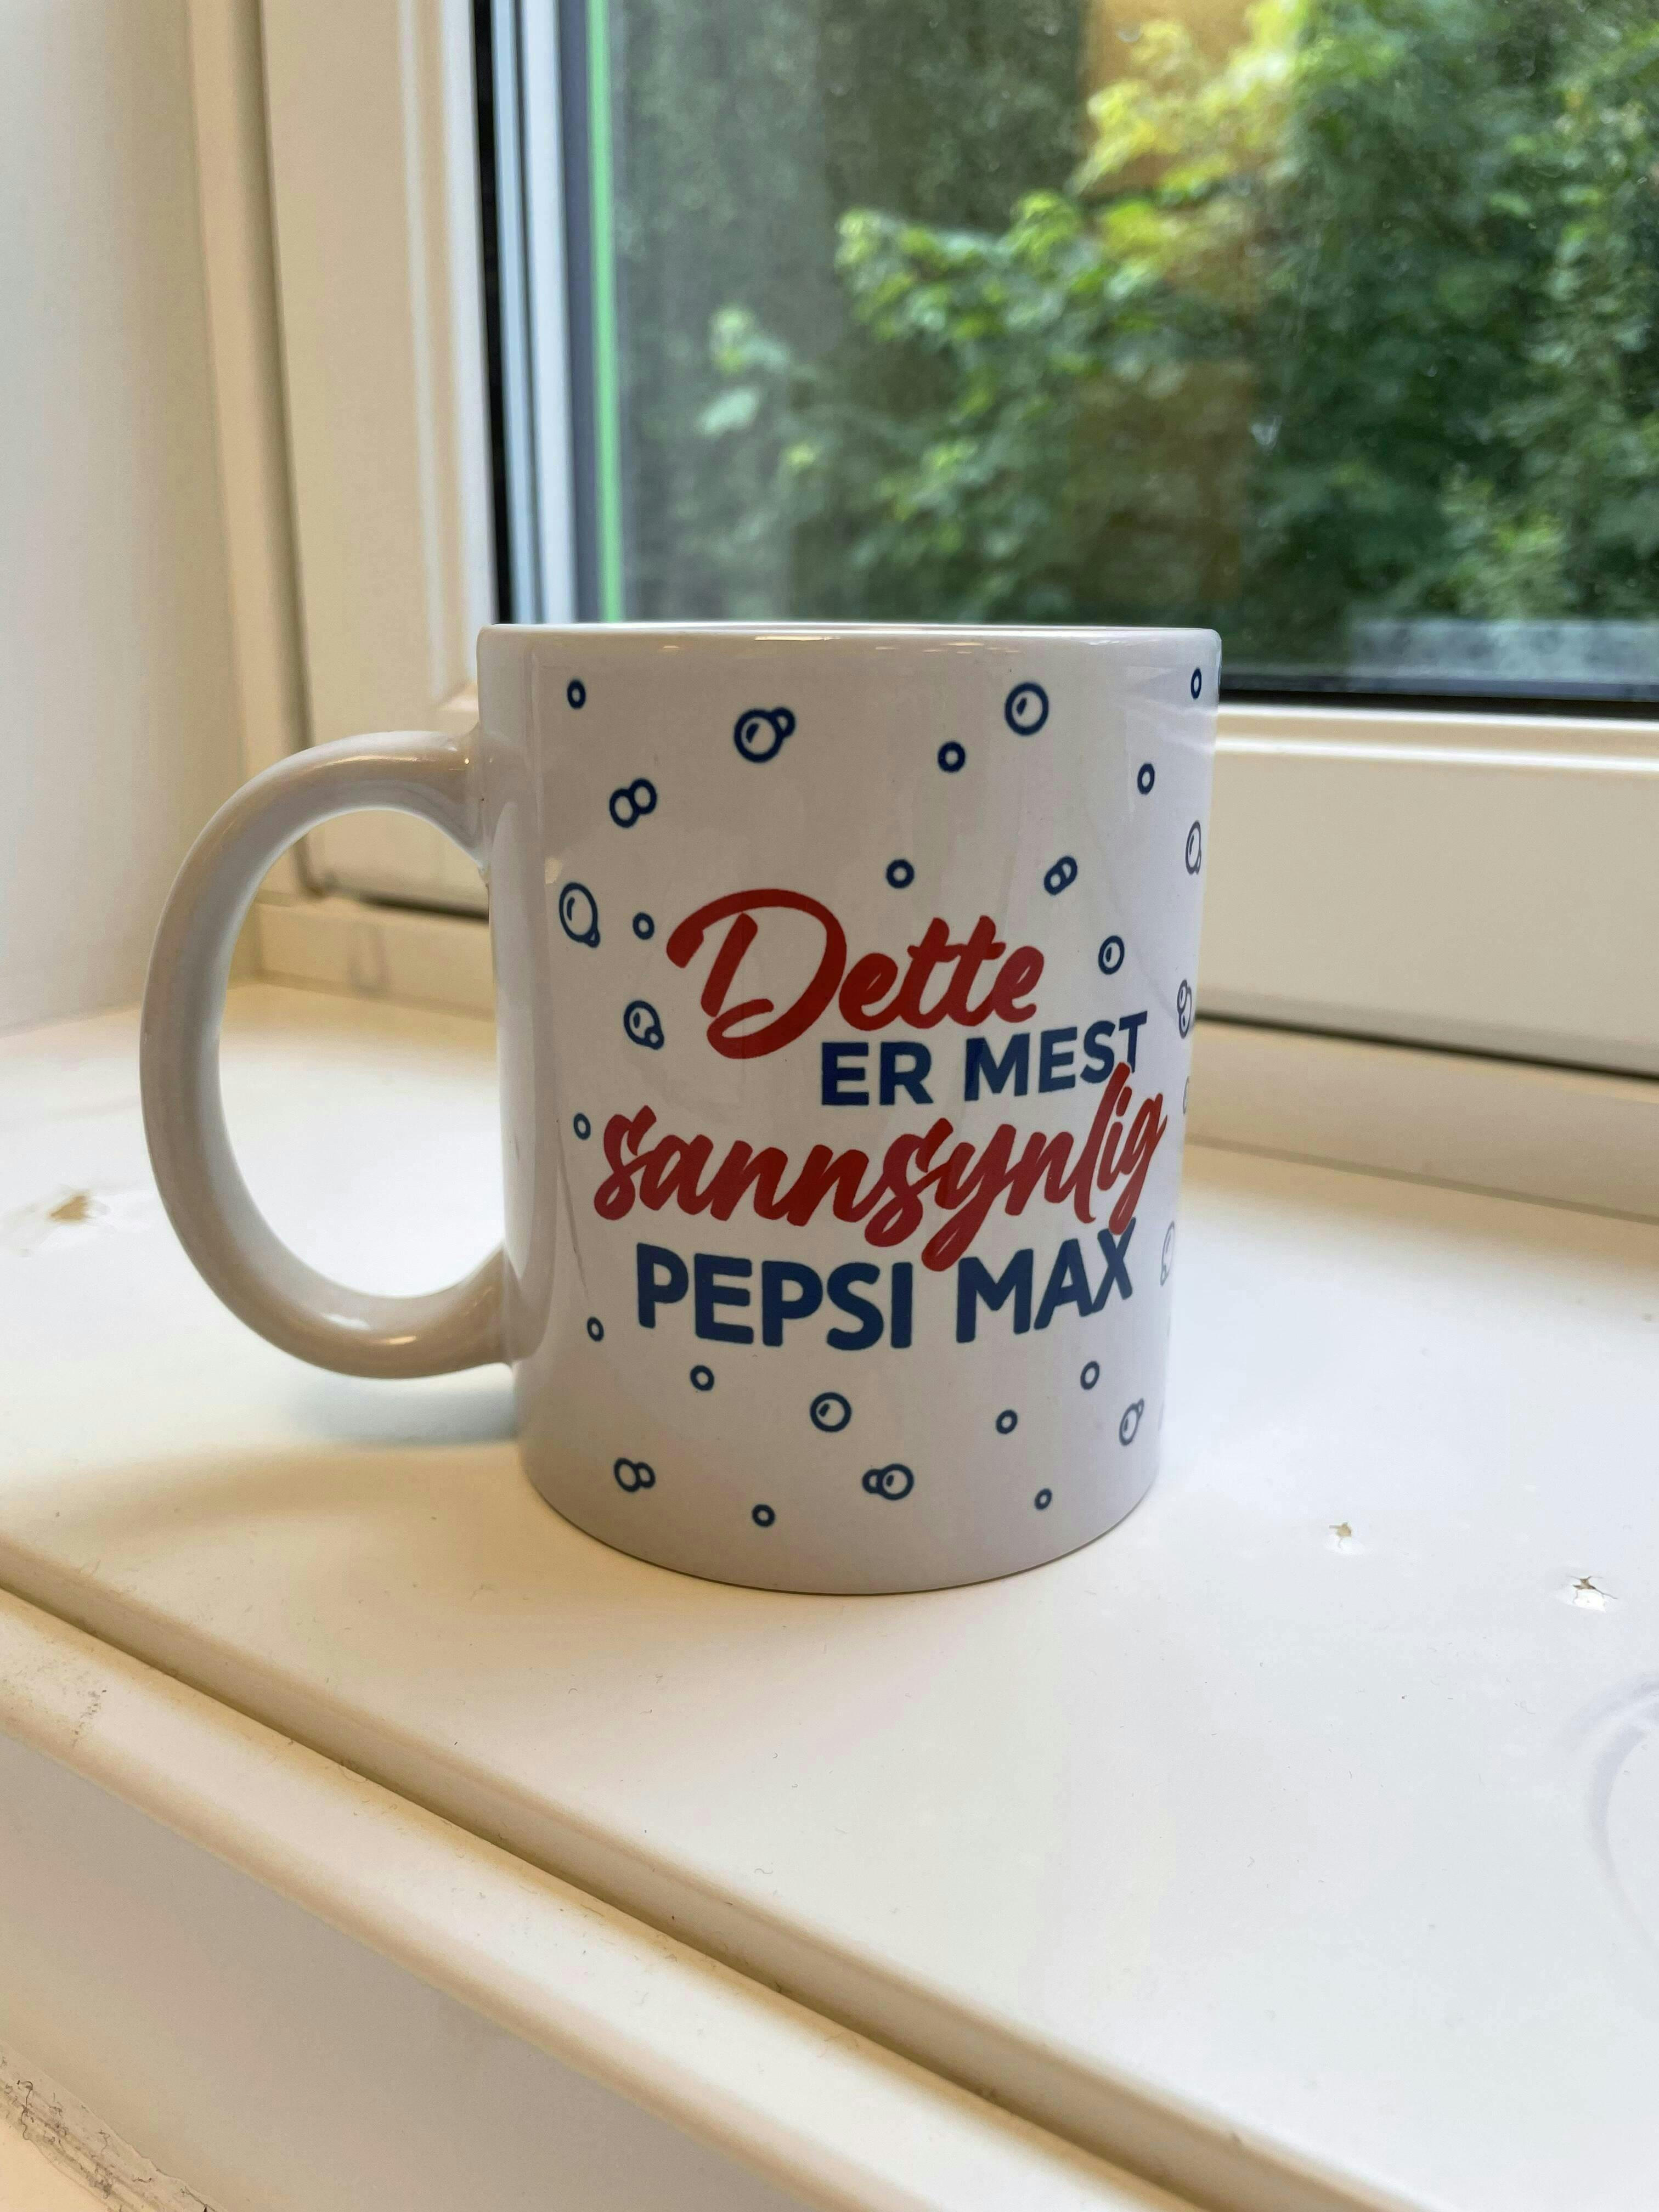 Dette
ER MEST
sannsynlig
PEPSI MAX